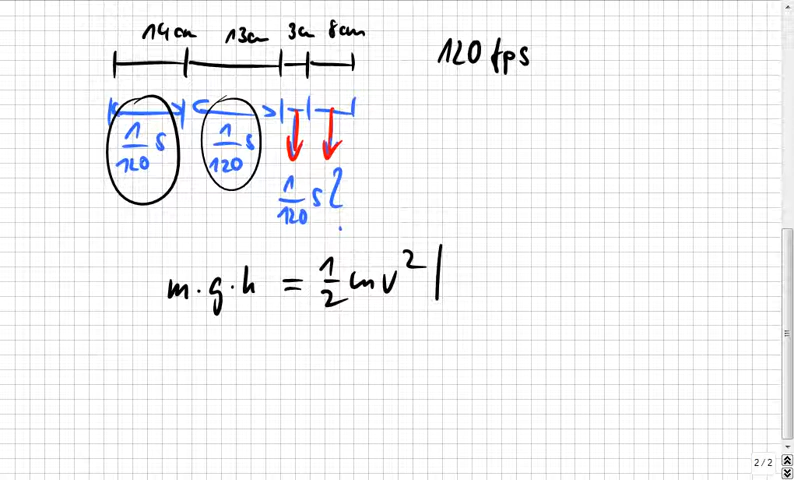 14cm 13cm 3cm 8cm
120 fps
1/120 s 1/120 s
1/120 s ?
m·g·h = 1/2 mv² |
2 / 2